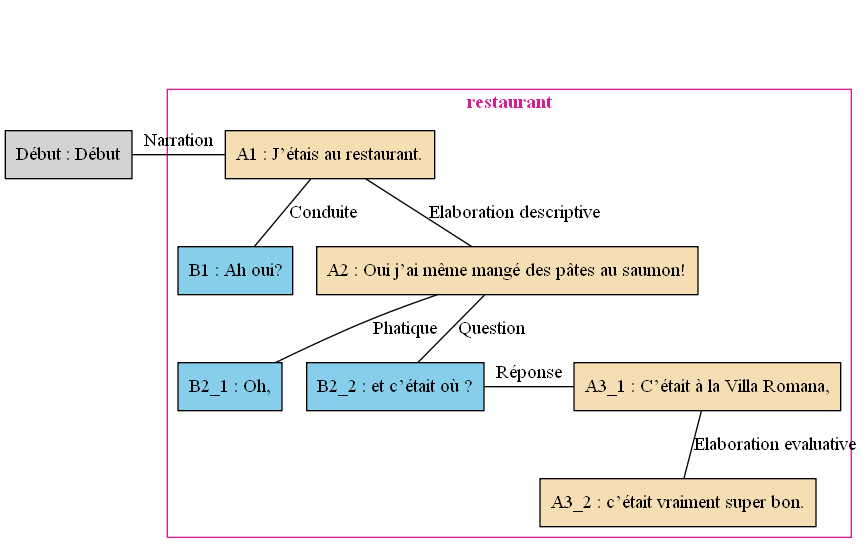 restaurant
Début : Début
Narration
A1 : J’étais au restaurant.
Conduite
Elaboration descriptive
B1 : Ah oui?
A2 : Oui j’ai même mangé des pâtes au saumon!
Phatique
Question
B2_1 : Oh,
B2_2 : et c’était où ?
Réponse
A3_1 : C’était à la Villa Romana,
Elaboration evaluative
A3_2 : c’était vraiment super bon.